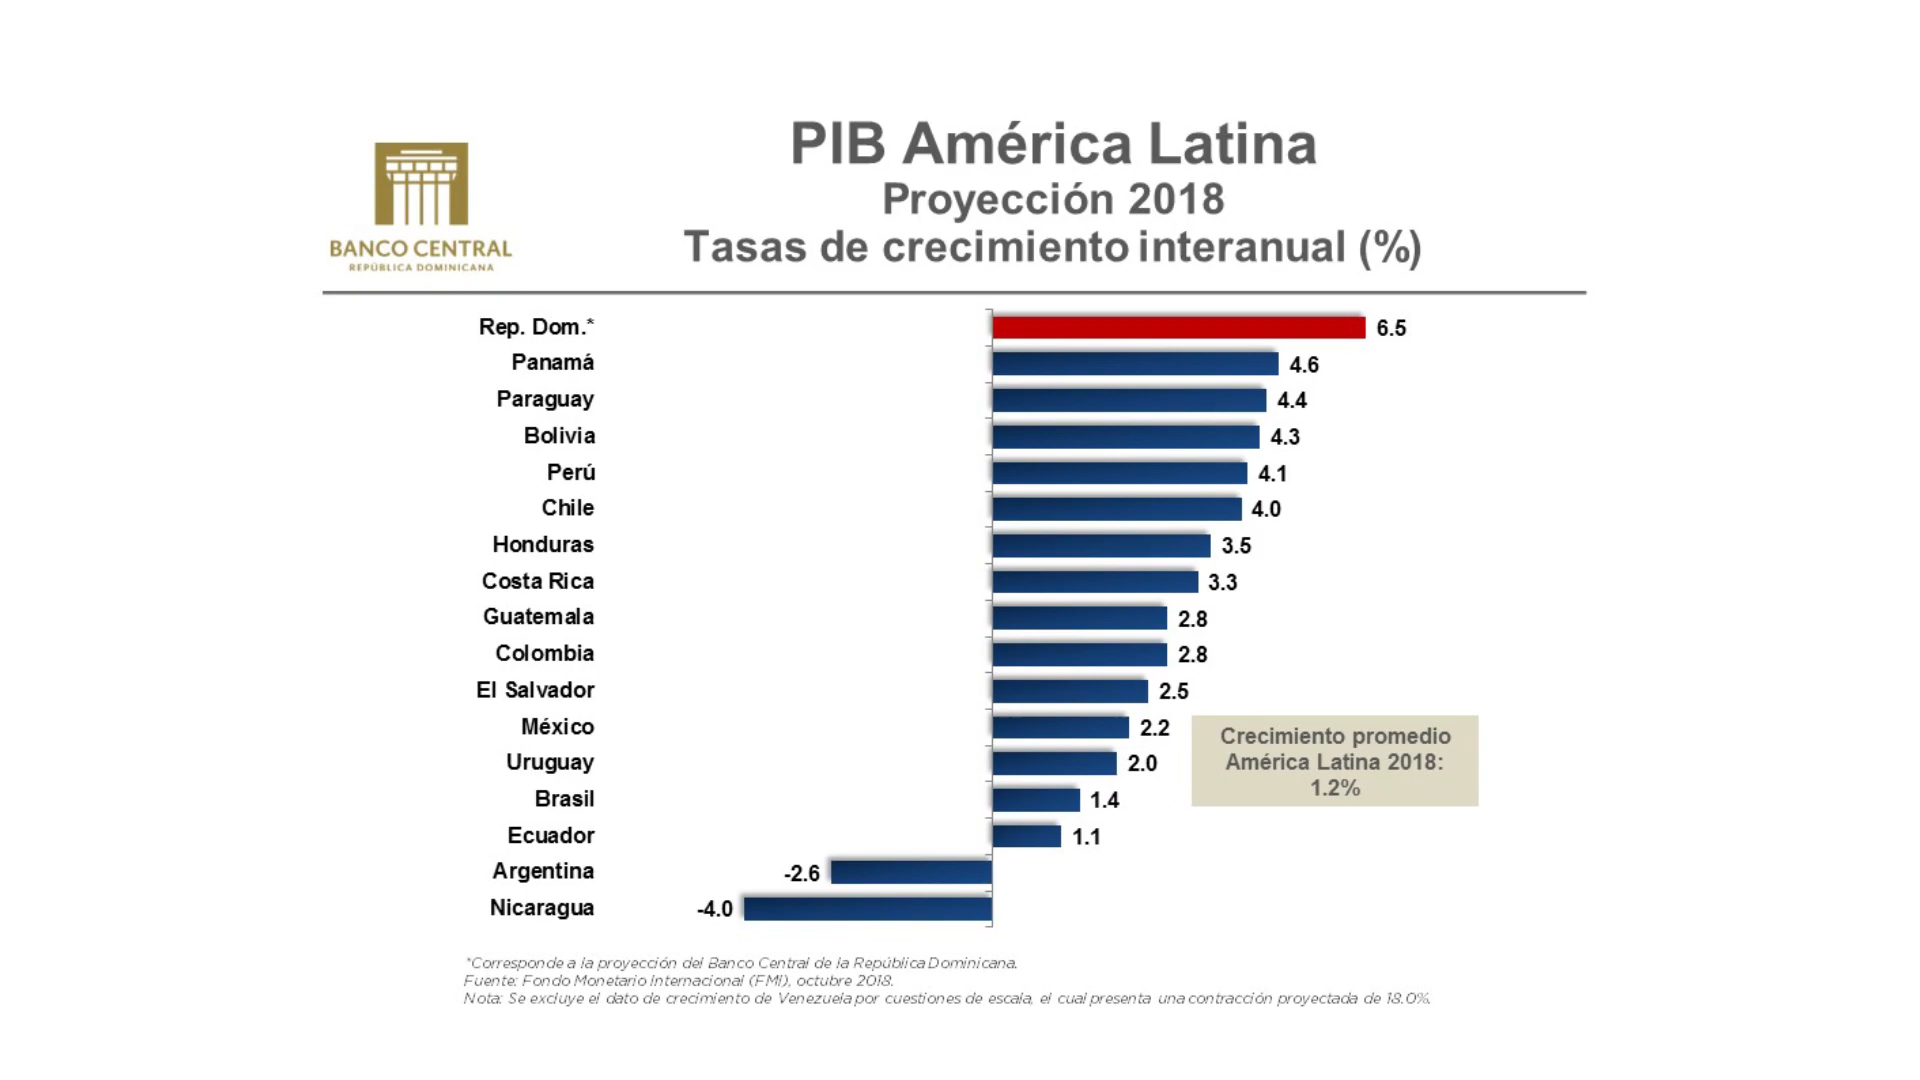 BANCO CENTRAL
REPÚBLICA DOMINICANA
PIB América Latina
Proyección 2018
Tasas de crecimiento interanual (%)
Rep. Dom.* 6.5
Panamá 4.6
Paraguay 4.4
Bolivia 4.3
Perú 4.1
Chile 4.0
Honduras 3.5
Costa Rica 3.3
Guatemala 2.8
Colombia 2.8
El Salvador 2.5
México 2.2
Uruguay 2.0
Brasil 1.4
Ecuador 1.1
Argentina -2.6
Nicaragua -4.0
Crecimiento promedio
América Latina 2018:
1.2%
*Corresponde a la proyección del Banco Central de la República Dominicana.
Fuente: Fondo Monetario Internacional (FMI), octubre 2018.
Nota: Se excluye el dato de crecimiento de Venezuela por cuestiones de escala, el cual presenta una contracción proyectada de 18.0%.